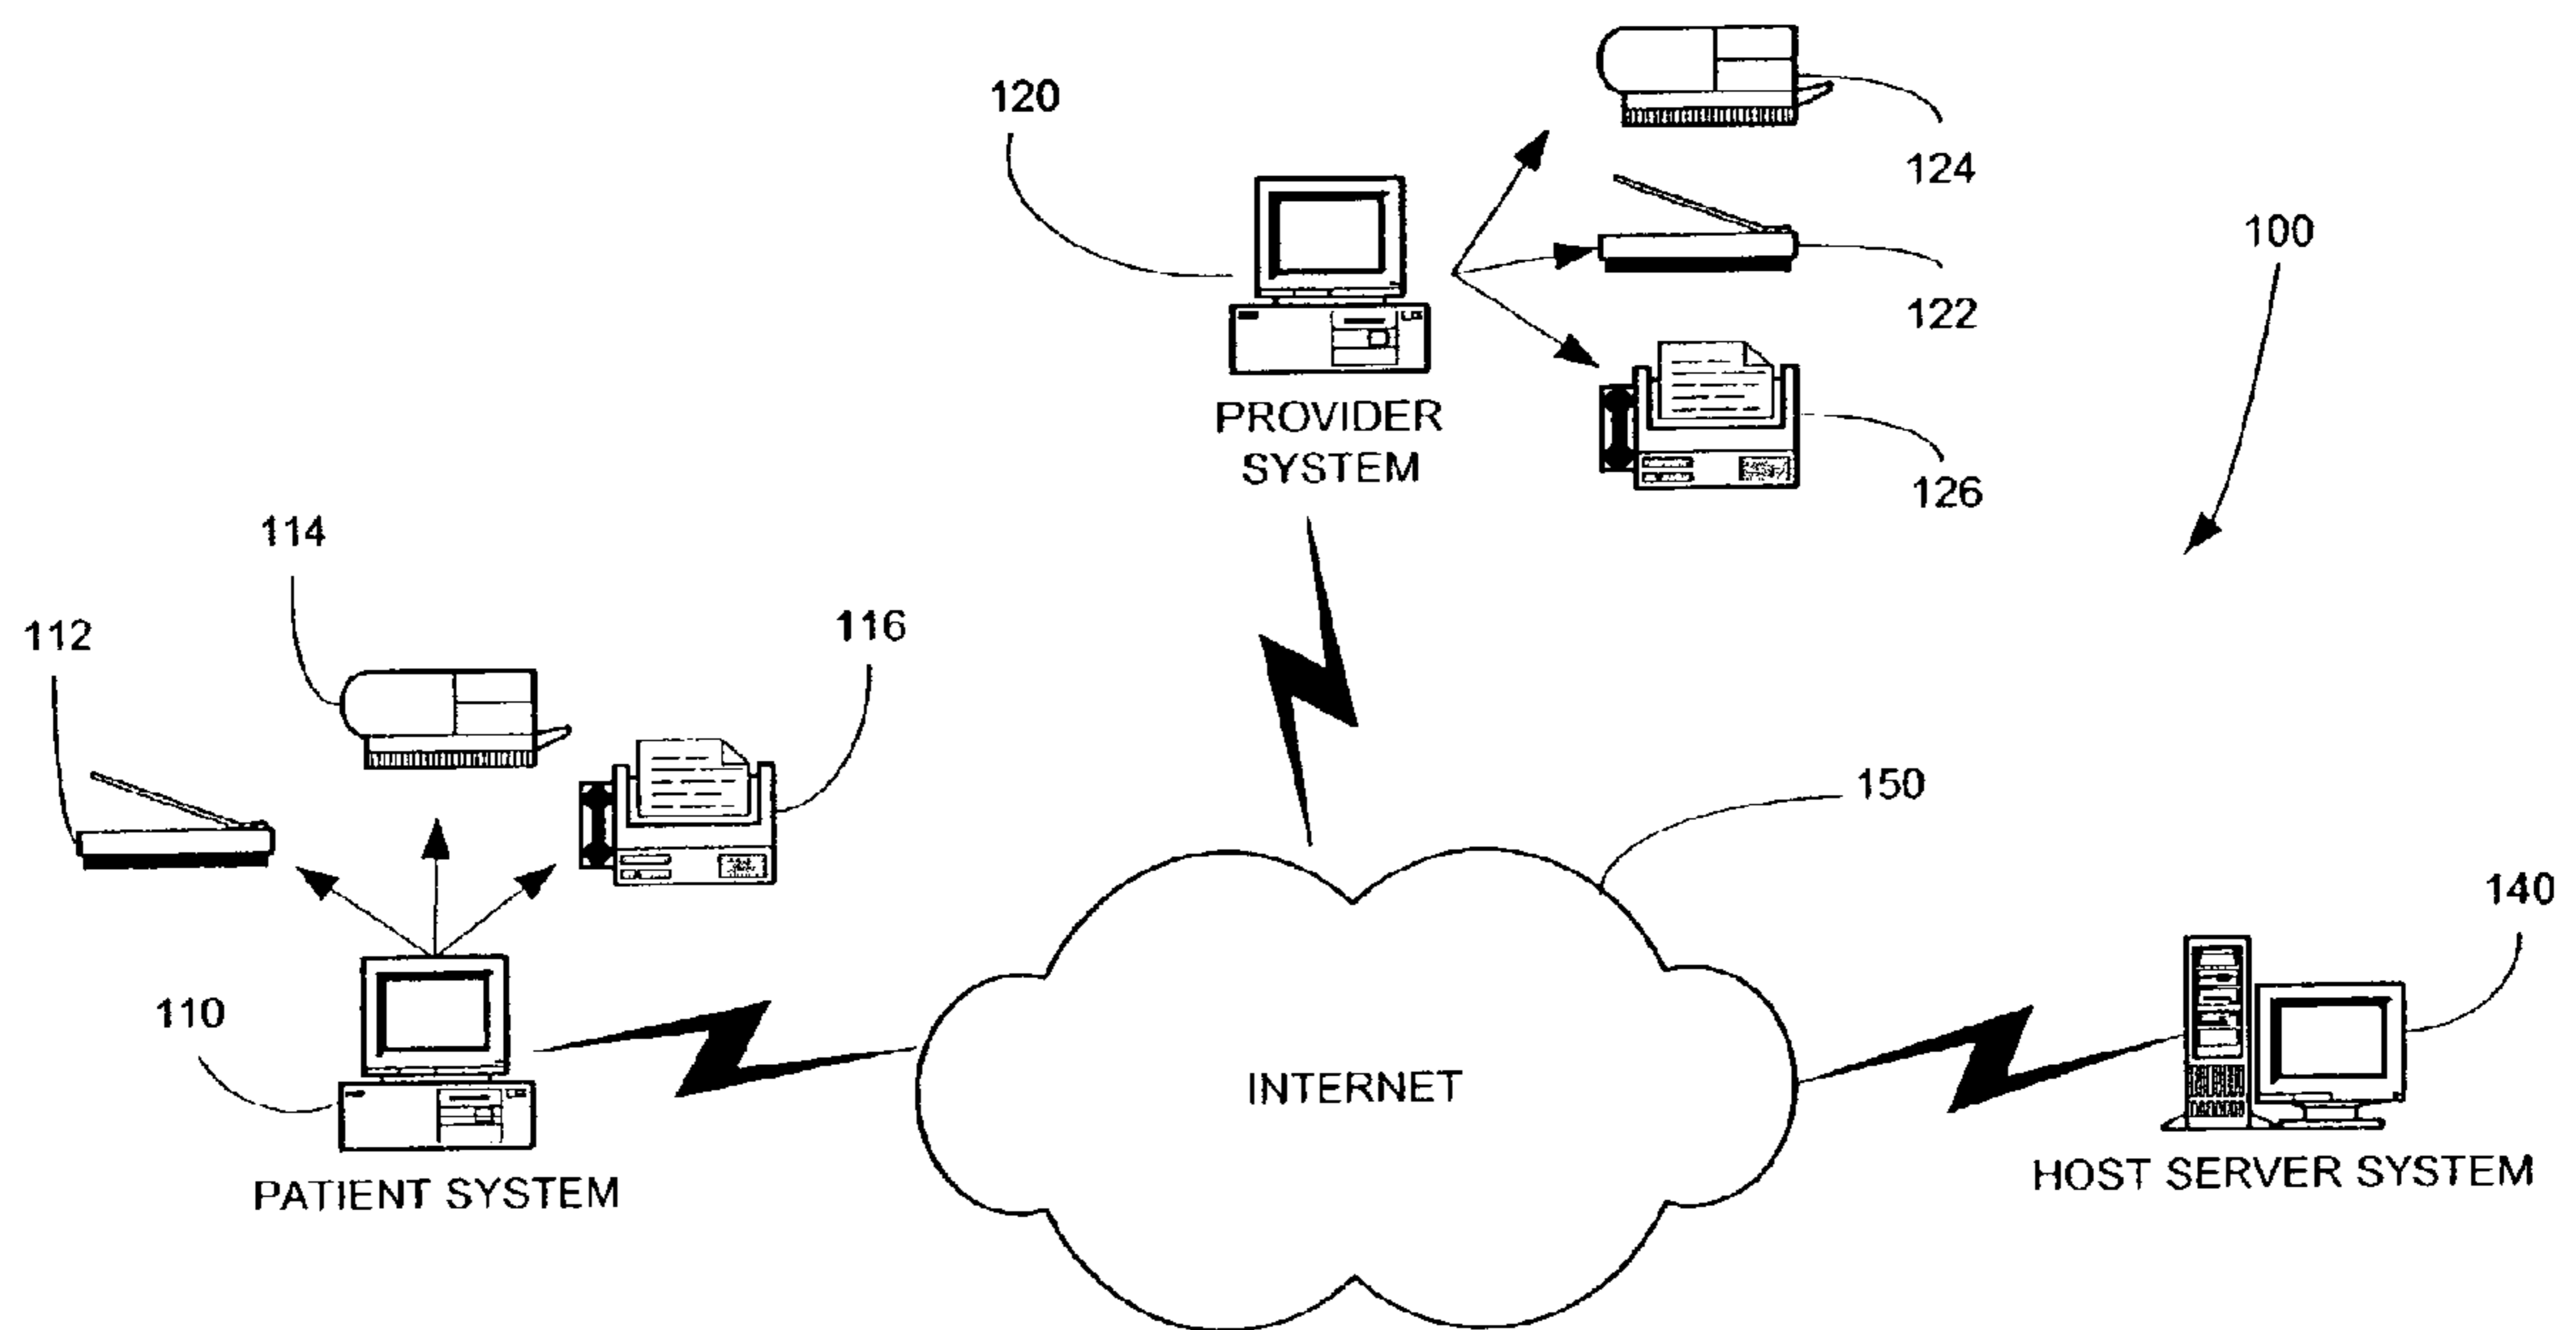 120
124
100
122
PROVIDER
SYSTEM
126
114
112
116
150
140
110
INTERNET
PATIENT SYSTEM
HOST SERVER SYSTEM